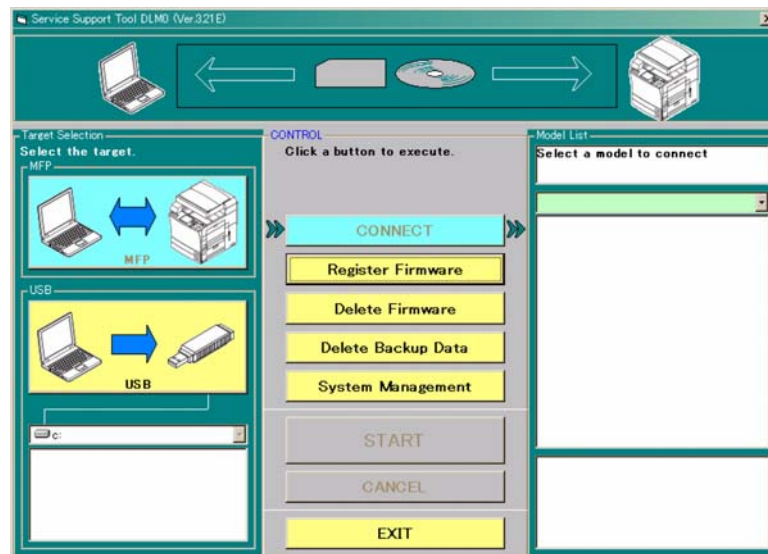 Service Support Tool DLM0 (Ver.3.21E)
Target Selection
Select the target.
MFP
MFP
USB
USB
c:
CONTROL
Click a button to execute.
CONNECT
Register Firmware
Delete Firmware
Delete Backup Data
System Management
START
CANCEL
EXIT
Model List
Select a model to connect